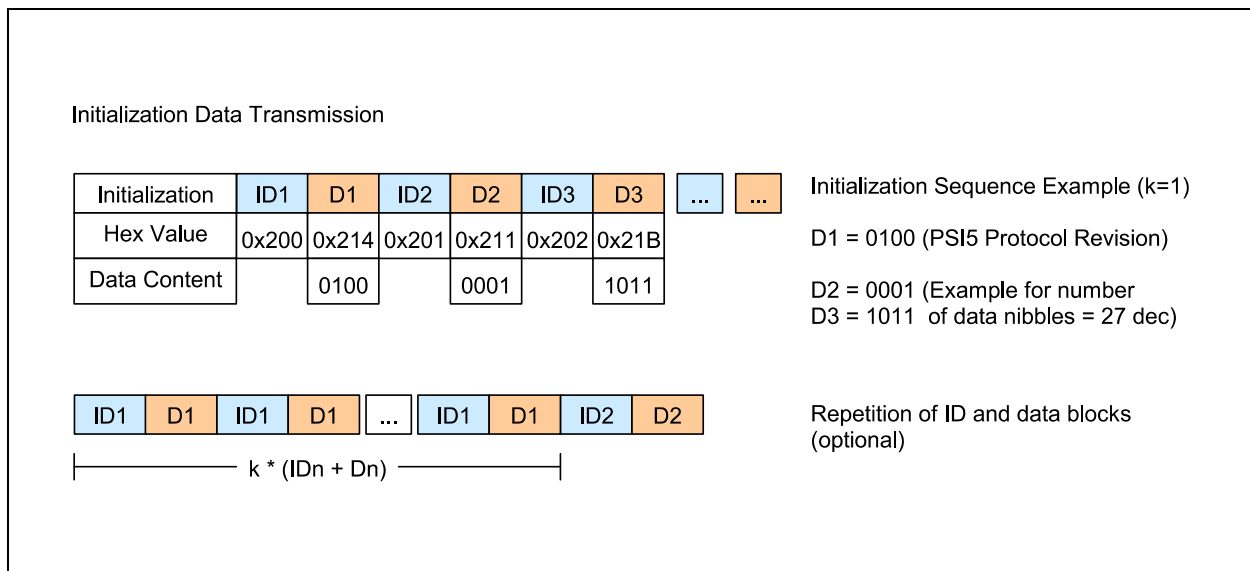 Initialization Data Transmission
Initialization ID1 D1 ID2 D2 ID3 D3 ... ...
Hex Value 0x200 0x214 0x201 0x211 0x202 0x21B
Data Content 0100 0001 1011
Initialization Sequence Example (k=1)
D1 = 0100 (PSI5 Protocol Revision)
D2 = 0001 (Example for number
D3 = 1011 of data nibbles = 27 dec)
ID1 D1 ID1 D1 ... ID1 D1 ID2 D2
k * (IDn + Dn)
Repetition of ID and data blocks
(optional)